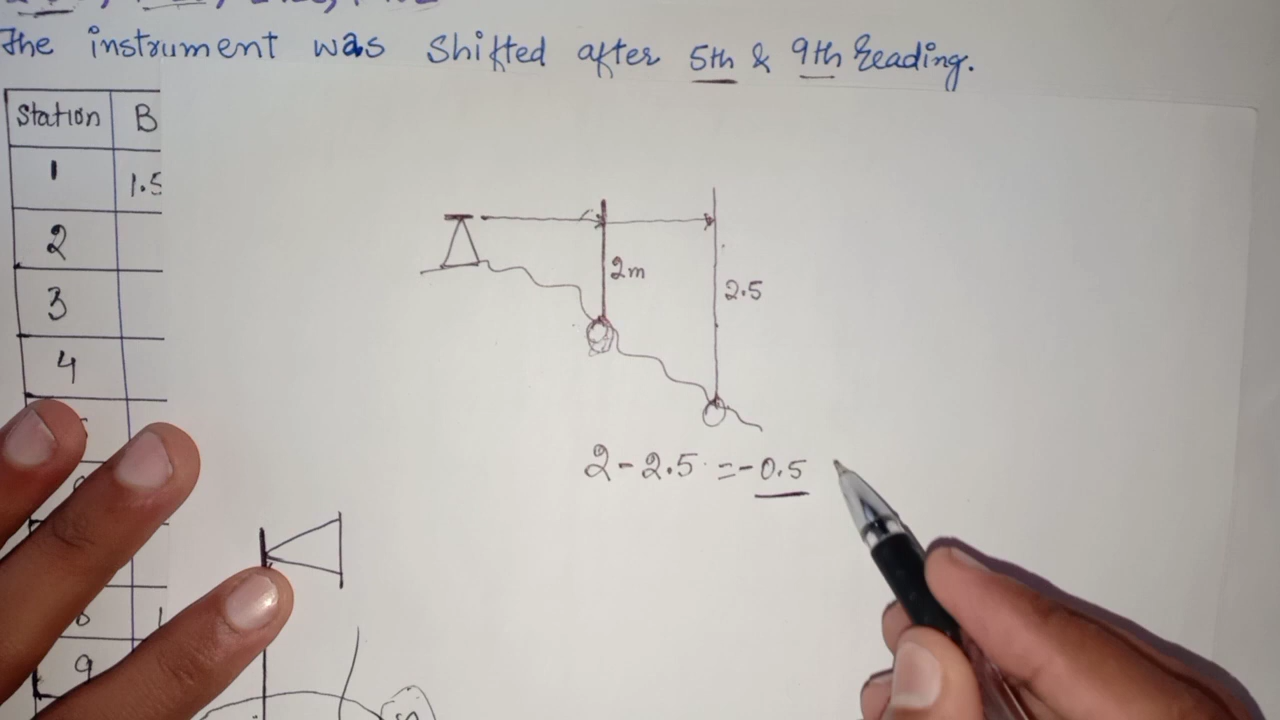 The instrument was Shifted after 5th & 9th Reading.
Station B
1 1.5
2
3
4
2m
2.5
2 - 2.5 = -0.5
9